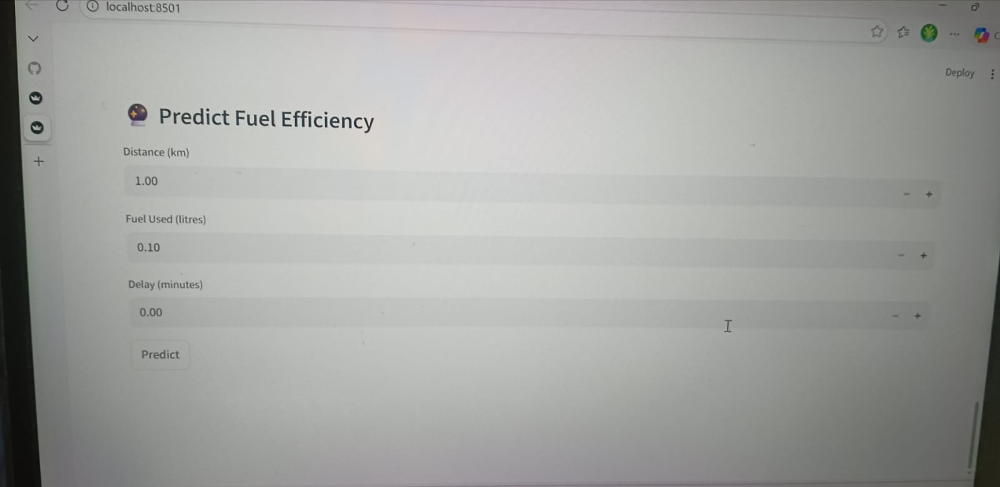 localhost:8501
Deploy
Predict Fuel Efficiency
Distance (km)
1.00
Fuel Used (litres)
0.10
Delay (minutes)
0.00
Predict